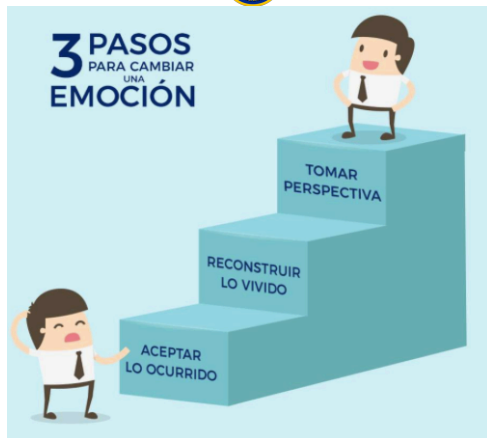 3 PASOS
PARA CAMBIAR
UNA
EMOCIÓN
TOMAR
PERSPECTIVA
RECONSTRUIR
LO VIVIDO
ACEPTAR
LO OCURRIDO